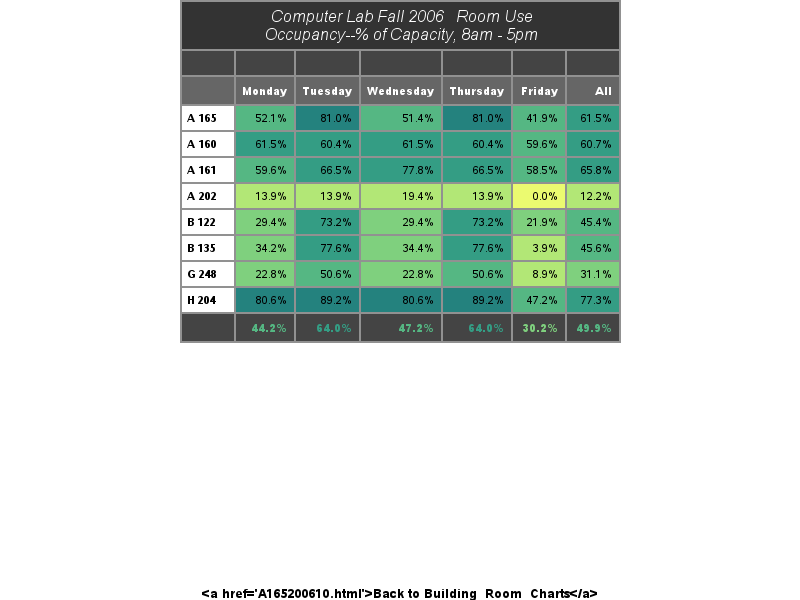 Computer Lab Fall 2006 Room Use
Occupancy--% of Capacity, 8am - 5pm
Monday Tuesday Wednesday Thursday Friday All
A 165 52.1% 81.0% 51.4% 81.0% 41.9% 61.5%
A 160 61.5% 60.4% 61.5% 60.4% 59.6% 60.7%
A 161 59.6% 66.5% 77.8% 66.5% 58.5% 65.8%
A 202 13.9% 13.9% 19.4% 13.9% 0.0% 12.2%
B 122 29.4% 73.2% 29.4% 73.2% 21.9% 45.4%
B 135 34.2% 77.6% 34.4% 77.6% 3.9% 45.6%
G 248 22.8% 50.6% 22.8% 50.6% 8.9% 31.1%
H 204 80.6% 89.2% 80.6% 89.2% 47.2% 77.3%
44.2% 64.0% 47.2% 64.0% 30.2% 49.9%
<a href='A165200610.html'>Back to Building_Room_Charts</a>